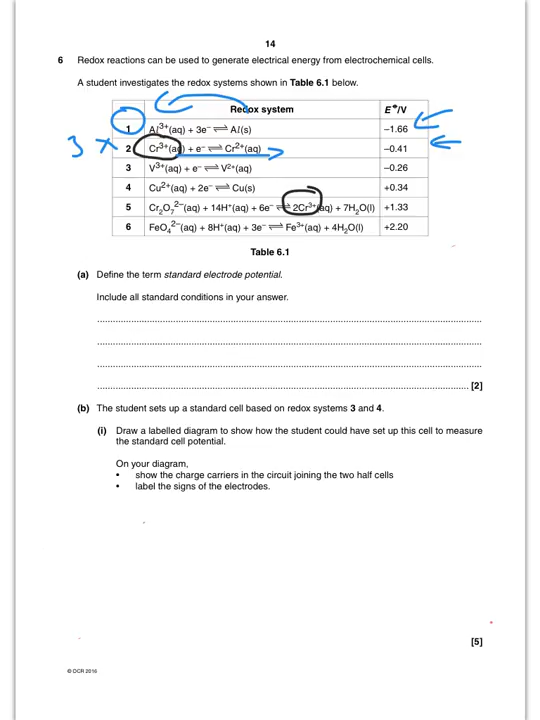 14
6 Redox reactions can be used to generate electrical energy from electrochemical cells.
A student investigates the redox systems shown in Table 6.1 below.
Redox system E⦵/V
1 Al³⁺(aq) + 3e⁻ ⇌ Al(s) −1.66
3 × 2 Cr³⁺(aq) + e⁻ ⇌ Cr²⁺(aq) −0.41
3 V³⁺(aq) + e⁻ ⇌ V²⁺(aq) −0.26
4 Cu²⁺(aq) + 2e⁻ ⇌ Cu(s) +0.34
5 Cr₂O₇²⁻(aq) + 14H⁺(aq) + 6e⁻ ⇌ 2Cr³⁺(aq) + 7H₂O(l) +1.33
6 FeO₄²⁻(aq) + 8H⁺(aq) + 3e⁻ ⇌ Fe³⁺(aq) + 4H₂O(l) +2.20
Table 6.1
(a) Define the term standard electrode potential.
Include all standard conditions in your answer.
[2]
(b) The student sets up a standard cell based on redox systems 3 and 4.
(i) Draw a labelled diagram to show how the student could have set up this cell to measure
the standard cell potential.
On your diagram,
• show the charge carriers in the circuit joining the two half cells
• label the signs of the electrodes.
[5]
© OCR 2016